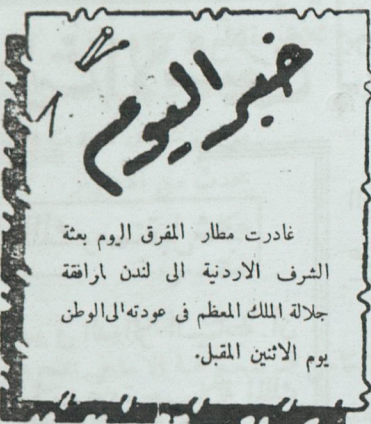 خبر اليوم
غادرت مطار المفرق اليوم بعثة
الشرف الاردنية الى لندن لمرافقة
جلالة الملك المعظم فى عودته الى الوطن
يوم الاثنين المقبل.